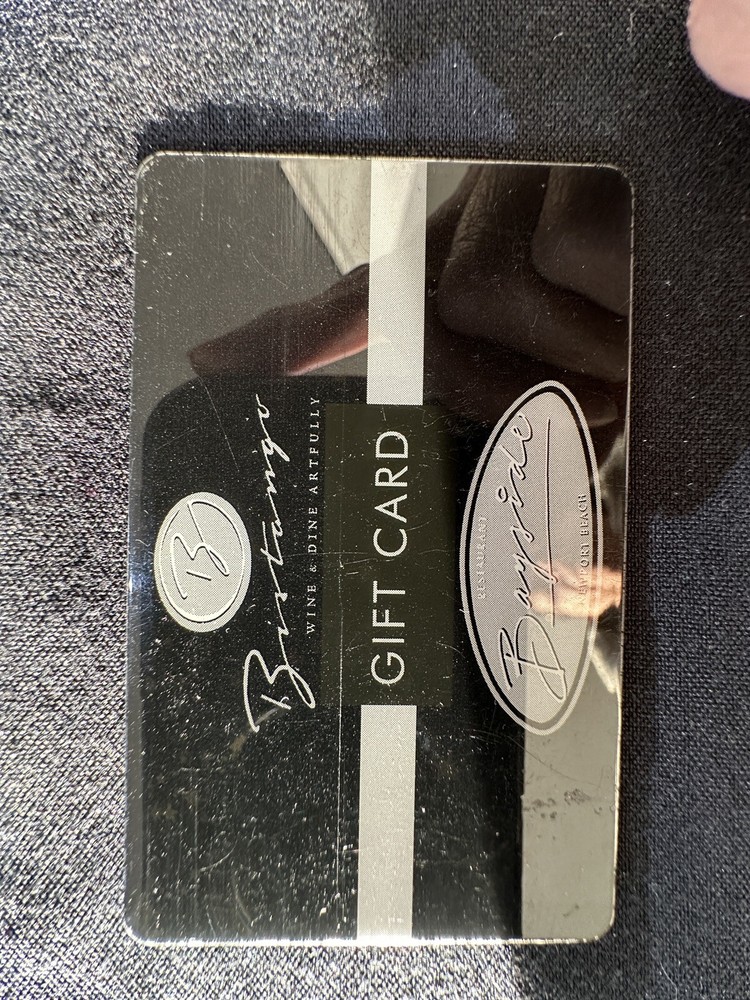 B
Bistango
WINE & DINE ARTFULLY
GIFT CARD
RESTAURANT
Bayside
NEWPORT BEACH